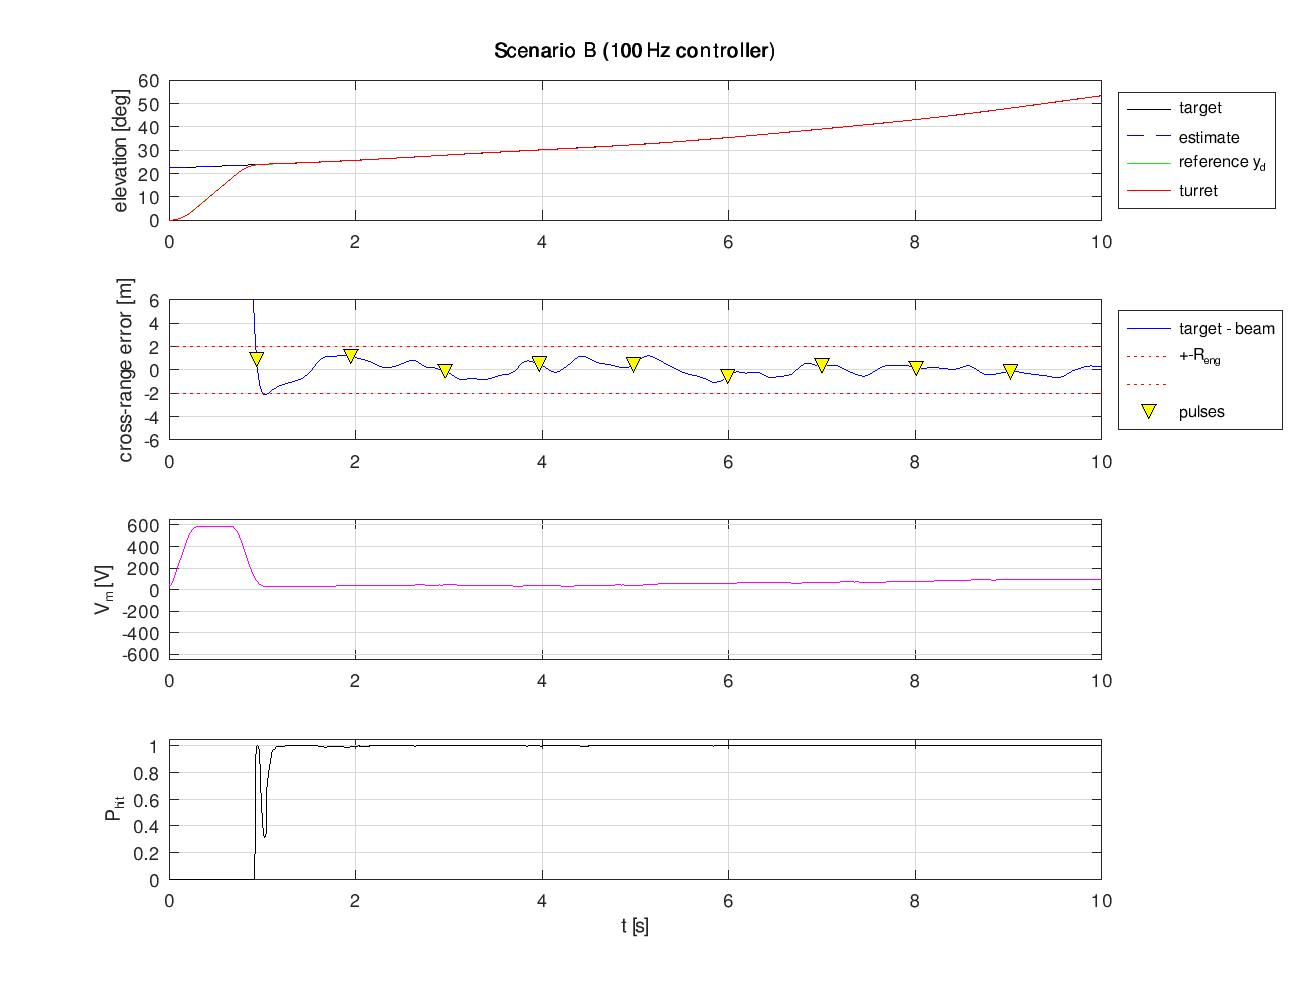 Scenario B (100 Hz controller)
elevation [deg]
60
50
40
30
20
10
0
0 2 4 6 8 10
target
estimate
reference y_d
turret
cross-range error [m]
6
4
2
0
-2
-4
-6
0 2 4 6 8 10
target - beam
+-R_eng
pulses
V_m [V]
600
400
200
0
-200
-400
-600
0 2 4 6 8 10
P_hit
1
0.8
0.6
0.4
0.2
0
0 2 4 6 8 10
t [s]